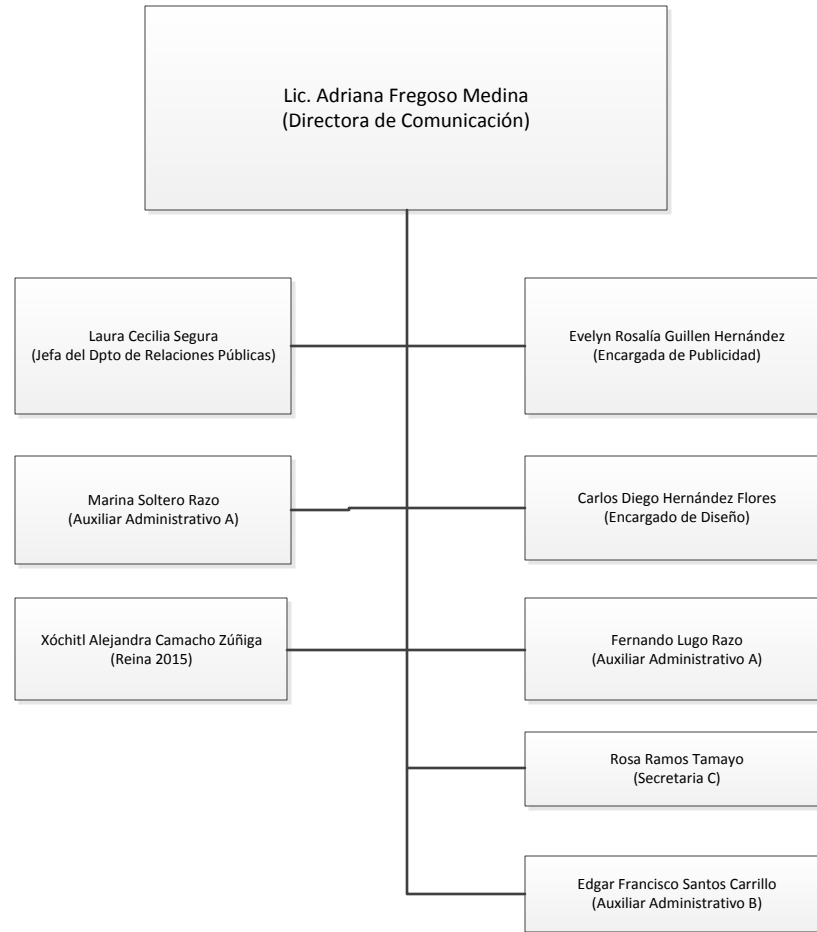 Lic. Adriana Fregoso Medina
(Directora de Comunicación)
Laura Cecilia Segura
(Jefa del Dpto de Relaciones Públicas)
Evelyn Rosalía Guillen Hernández
(Encargada de Publicidad)
Marina Soltero Razo
(Auxiliar Administrativo A)
Carlos Diego Hernández Flores
(Encargado de Diseño)
Xóchitl Alejandra Camacho Zúñiga
(Reina 2015)
Fernando Lugo Razo
(Auxiliar Administrativo A)
Rosa Ramos Tamayo
(Secretaria C)
Edgar Francisco Santos Carrillo
(Auxiliar Administrativo B)